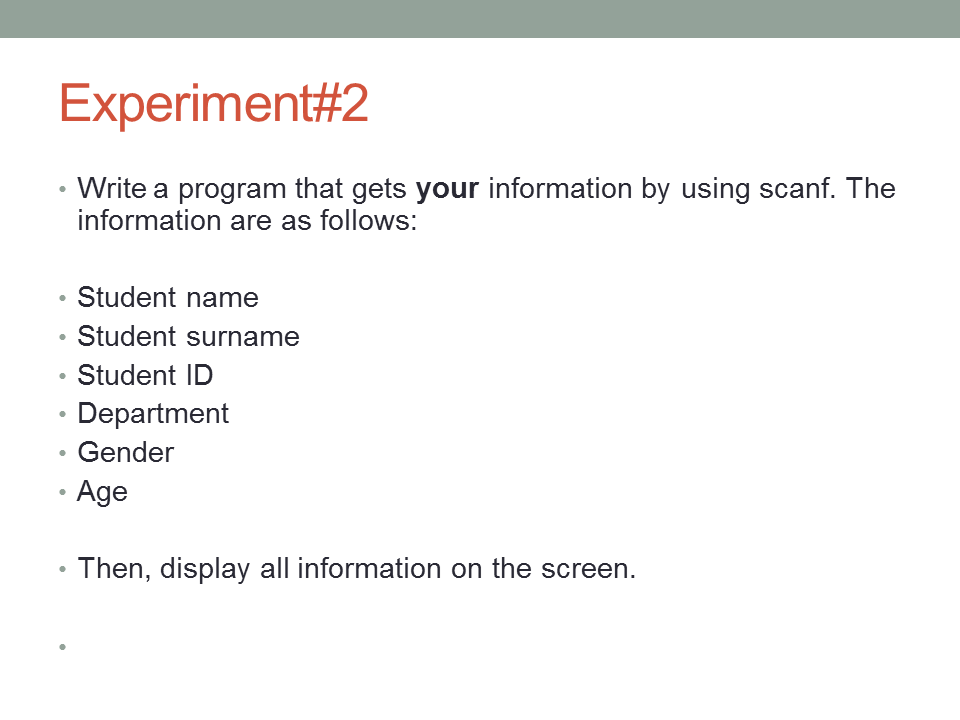 Experiment#2
• Write a program that gets your information by using scanf. The
information are as follows:
• Student name
• Student surname
• Student ID
• Department
• Gender
• Age
• Then, display all information on the screen.
•